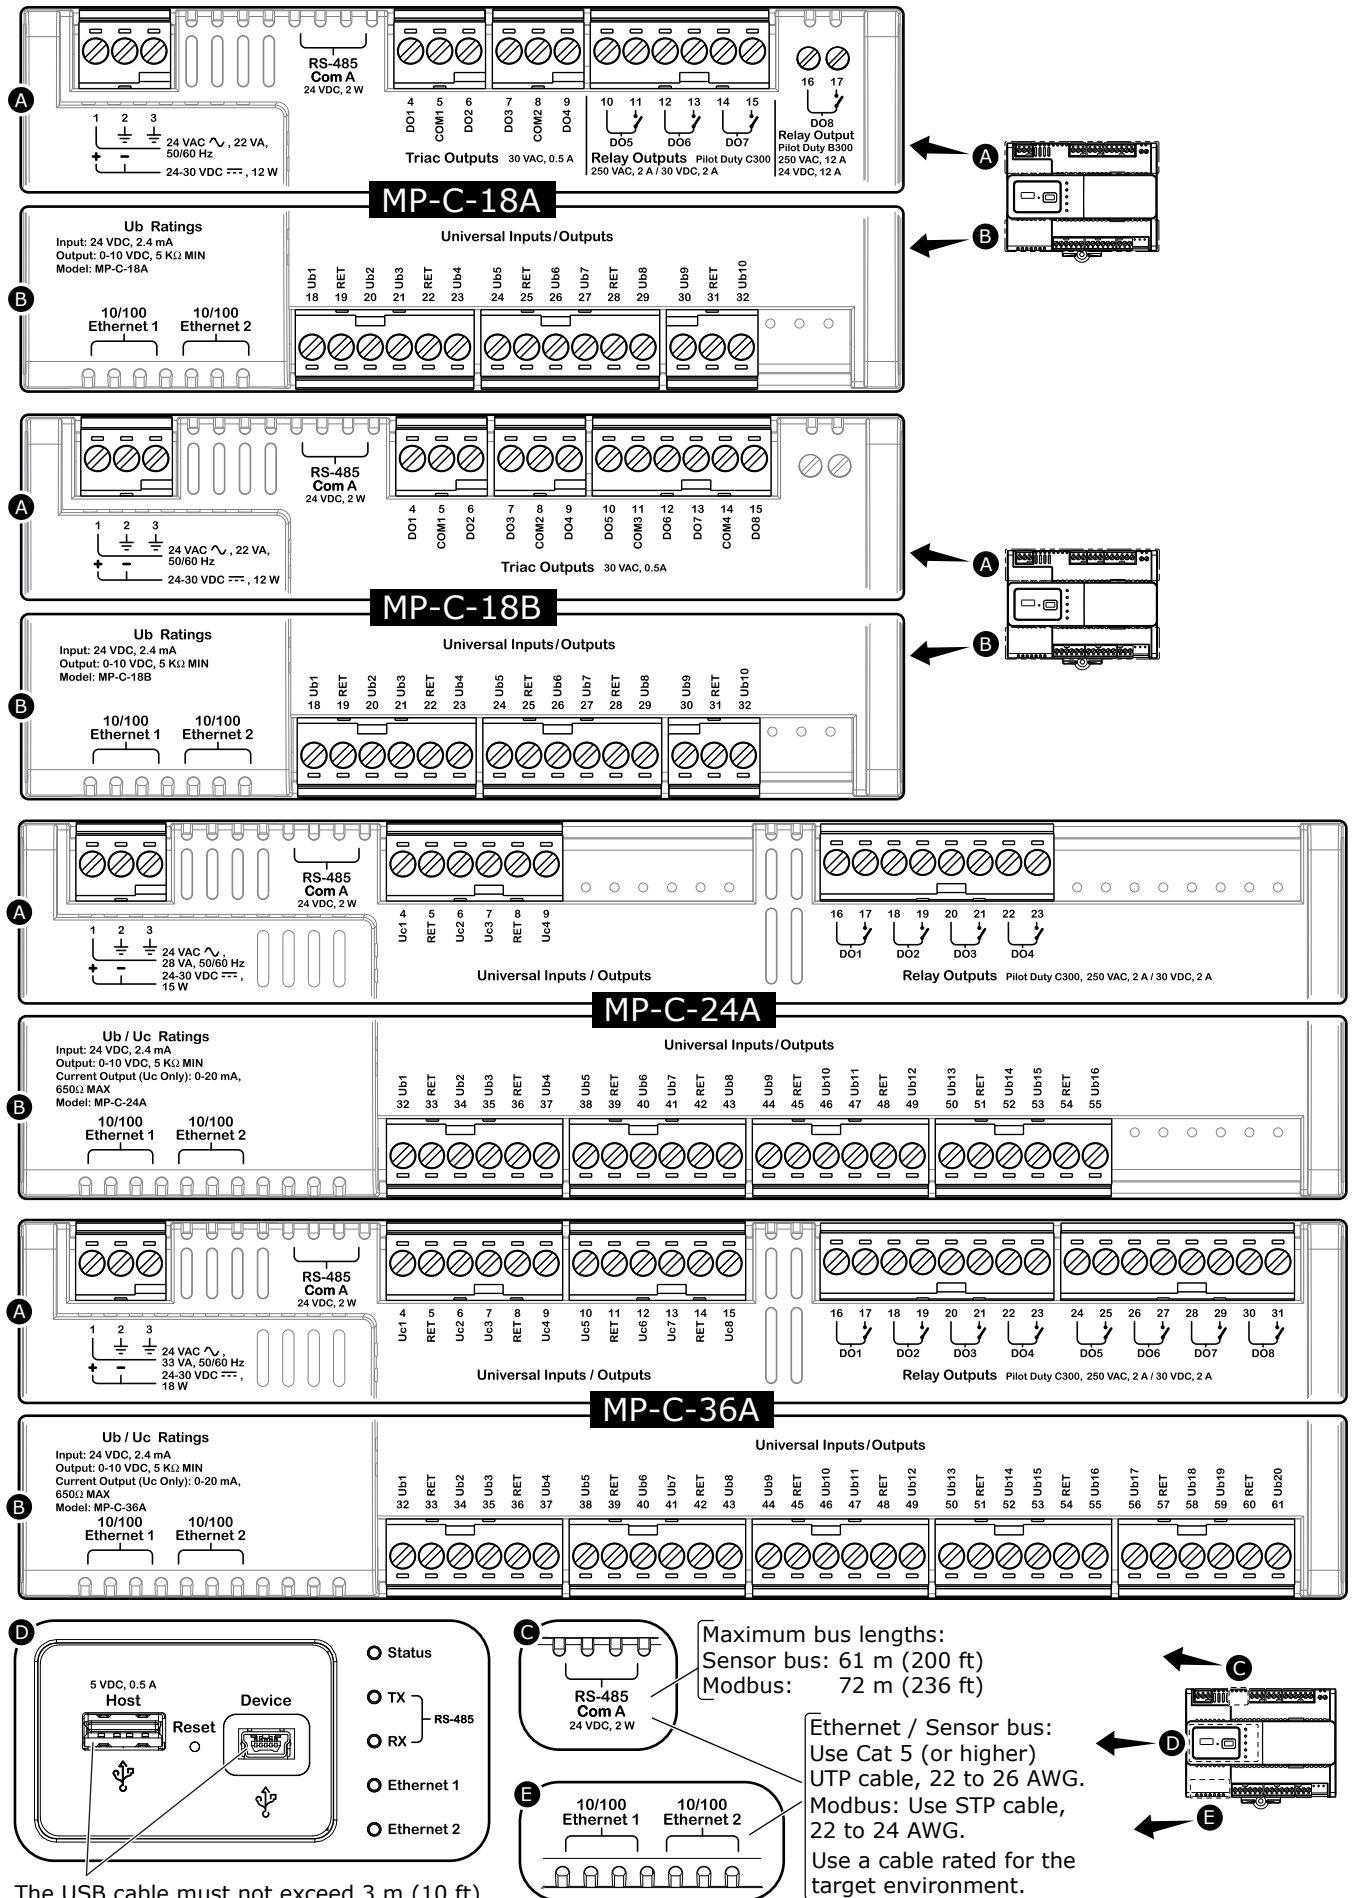 RS-485
Com A
24 VDC, 2 W
A
1 2 3
24 VAC, 22 VA,
50/60 Hz
+ −
24-30 VDC, 12 W
4 5 6 7 8 9
DO1 COM1 DO2 DO3 COM2 DO4
Triac Outputs 30 VAC, 0.5 A
10 11 12 13 14 15
DO5 DO6 DO7
Relay Outputs Pilot Duty C300
250 VAC, 2 A / 30 VDC, 2 A
16 17
DO8
Relay Output
Pilot Duty B300
250 VAC, 12 A
24 VDC, 12 A
A
B
MP-C-18A
B
Ub Ratings
Input: 24 VDC, 2.4 mA
Output: 0-10 VDC, 5 KΩ MIN
Model: MP-C-18A
10/100
Ethernet 1
10/100
Ethernet 2
Universal Inputs/Outputs
Ub1 RET Ub2 Ub3 RET Ub4 Ub5 RET Ub6 Ub7 RET Ub8 Ub9 RET Ub10
18 19 20 21 22 23 24 25 26 27 28 29 30 31 32
RS-485
Com A
24 VDC, 2 W
A
1 2 3
24 VAC, 22 VA,
50/60 Hz
+ −
24-30 VDC, 12 W
4 5 6 7 8 9 10 11 12 13 14 15
DO1 COM1 DO2 DO3 COM2 DO4 DO5 COM3 DO6 DO7 COM4 DO8
Triac Outputs 30 VAC, 0.5A
A
B
MP-C-18B
B
Ub Ratings
Input: 24 VDC, 2.4 mA
Output: 0-10 VDC, 5 KΩ MIN
Model: MP-C-18B
10/100
Ethernet 1
10/100
Ethernet 2
Universal Inputs/Outputs
Ub1 RET Ub2 Ub3 RET Ub4 Ub5 RET Ub6 Ub7 RET Ub8 Ub9 RET Ub10
18 19 20 21 22 23 24 25 26 27 28 29 30 31 32
RS-485
Com A
24 VDC, 2 W
A
1 2 3
24 VAC,
28 VA, 50/60 Hz
+ −
24-30 VDC,
15 W
4 5 6 7 8 9
Uc1 RET Uc2 Uc3 RET Uc4
Universal Inputs / Outputs
16 17 18 19 20 21 22 23
DO1 DO2 DO3 DO4
Relay Outputs Pilot Duty C300, 250 VAC, 2 A / 30 VDC, 2 A
MP-C-24A
B
Ub / Uc Ratings
Input: 24 VDC, 2.4 mA
Output: 0-10 VDC, 5 KΩ MIN
Current Output (Uc Only): 0-20 mA,
650Ω MAX
Model: MP-C-24A
10/100
Ethernet 1
10/100
Ethernet 2
Universal Inputs/Outputs
Ub1 RET Ub2 Ub3 RET Ub4 Ub5 RET Ub6 Ub7 RET Ub8 Ub9 RET Ub10 Ub11 RET Ub12 Ub13 RET Ub14 Ub15 RET Ub16
32 33 34 35 36 37 38 39 40 41 42 43 44 45 46 47 48 49 50 51 52 53 54 55
RS-485
Com A
24 VDC, 2 W
A
1 2 3
24 VAC,
33 VA, 50/60 Hz
+ −
24-30 VDC,
18 W
4 5 6 7 8 9 10 11 12 13 14 15
Uc1 RET Uc2 Uc3 RET Uc4 Uc5 RET Uc6 Uc7 RET Uc8
Universal Inputs / Outputs
16 17 18 19 20 21 22 23 24 25 26 27 28 29 30 31
DO1 DO2 DO3 DO4 DO5 DO6 DO7 DO8
Relay Outputs Pilot Duty C300, 250 VAC, 2 A / 30 VDC, 2 A
MP-C-36A
B
Ub / Uc Ratings
Input: 24 VDC, 2.4 mA
Output: 0-10 VDC, 5 KΩ MIN
Current Output (Uc Only): 0-20 mA,
650Ω MAX
Model: MP-C-36A
10/100
Ethernet 1
10/100
Ethernet 2
Universal Inputs/Outputs
Ub1 RET Ub2 Ub3 RET Ub4 Ub5 RET Ub6 Ub7 RET Ub8 Ub9 RET Ub10 Ub11 RET Ub12 Ub13 RET Ub14 Ub15 RET Ub16 Ub17 RET Ub18 Ub19 RET Ub20
32 33 34 35 36 37 38 39 40 41 42 43 44 45 46 47 48 49 50 51 52 53 54 55 56 57 58 59 60 61
D
5 VDC, 0.5 A
Host
Reset
Device
Status
TX
RX
RS-485
Ethernet 1
Ethernet 2
The USB cable must not exceed 3 m (10 ft)
C
RS-485
Com A
24 VDC, 2 W
Maximum bus lengths:
Sensor bus: 61 m (200 ft)
Modbus: 72 m (236 ft)
E
10/100
Ethernet 1
10/100
Ethernet 2
Ethernet / Sensor bus:
Use Cat 5 (or higher)
UTP cable, 22 to 26 AWG.
Modbus: Use STP cable,
22 to 24 AWG.
Use a cable rated for the
target environment.
C
D
E